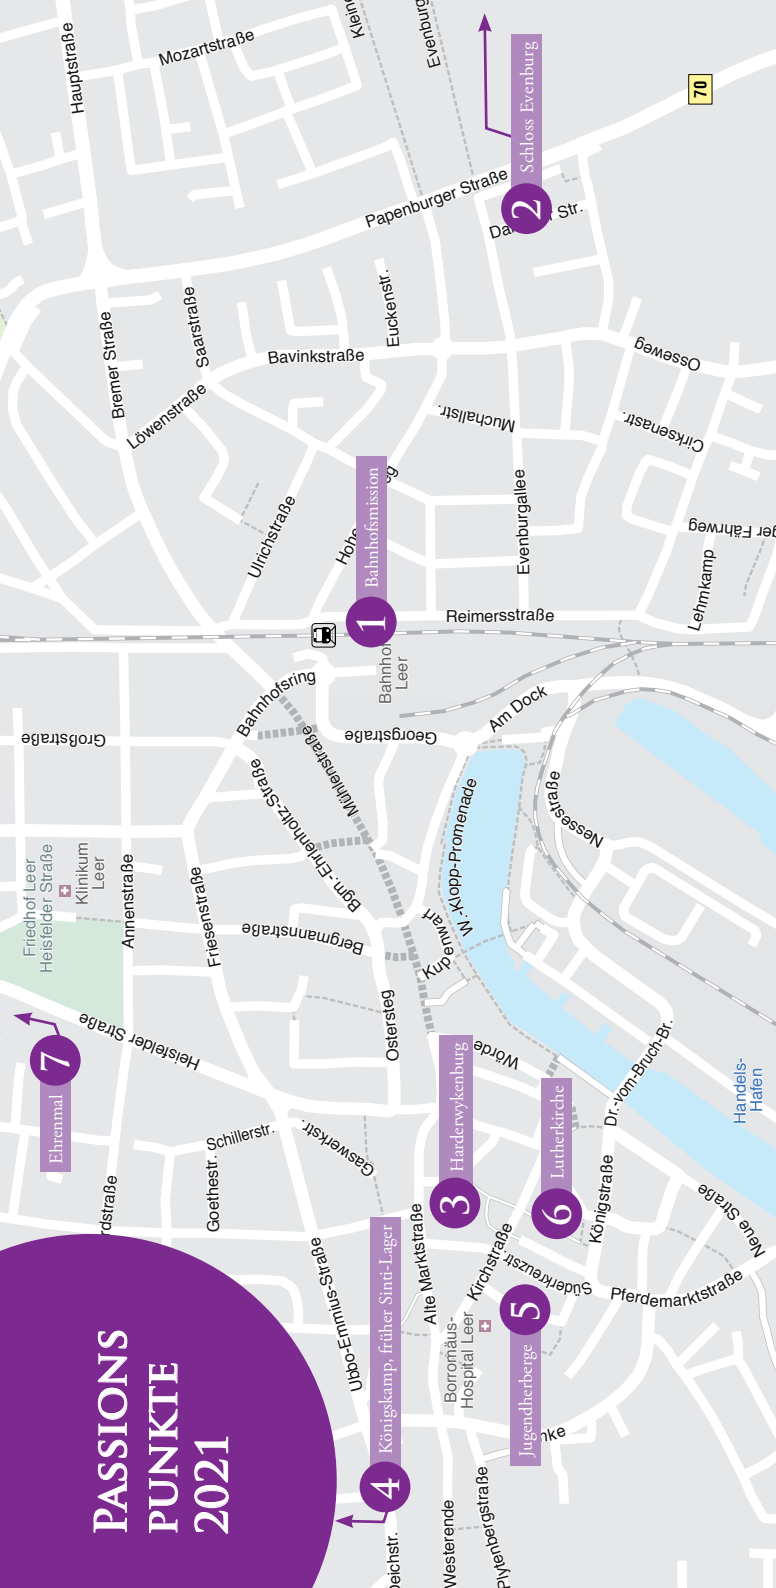 PASSIONS
PUNKTE
2021
1
Bahnhofsmission
2
Schloss Evenburg
3
Harderwykenburg
4
Königskamp, früher Sinti-Lager
5
Jugendherberge
6
Lutherkirche
7
Ehrenmal
Hauptstraße
Mozartstraße
70
Papenburger Straße
Str.
Bremer Straße
Saarstraße
Löwenstraße
Bavinkstraße
Euckenstr.
Muchallstr.
Osseweg
Cirksenastr.
Ulrichstraße
Evenburgallee
Lehmkamp
Reimersstraße
Bahnhof
Leer
Bahnhofsring
Großstraße
Georgstraße
Am Dock
Mühlenstraße
Bgm.-Ehrlenholtz-Straße
Nessestraße
W.-Klopp-Promenade
Friedhof Leer
Heisfelder Straße
Klinikum
Leer
Annenstraße
Friesenstraße
Bergmannstraße
Kupenwarf
Ostersteg
Heisfelder Straße
Wörde
Dr.-vom-Bruch-Br.
Handels-
Hafen
Schillerstr.
Goethestr.
Gaswerkstr.
Königstraße
Neue Straße
Ubbo-Emmius-Straße
Alte Marktstraße
Kirchstraße
Süderkreuzstr.
Pferdemarktstraße
Borromäus-
Hospital Leer
Westerende
Plytenbergstraße